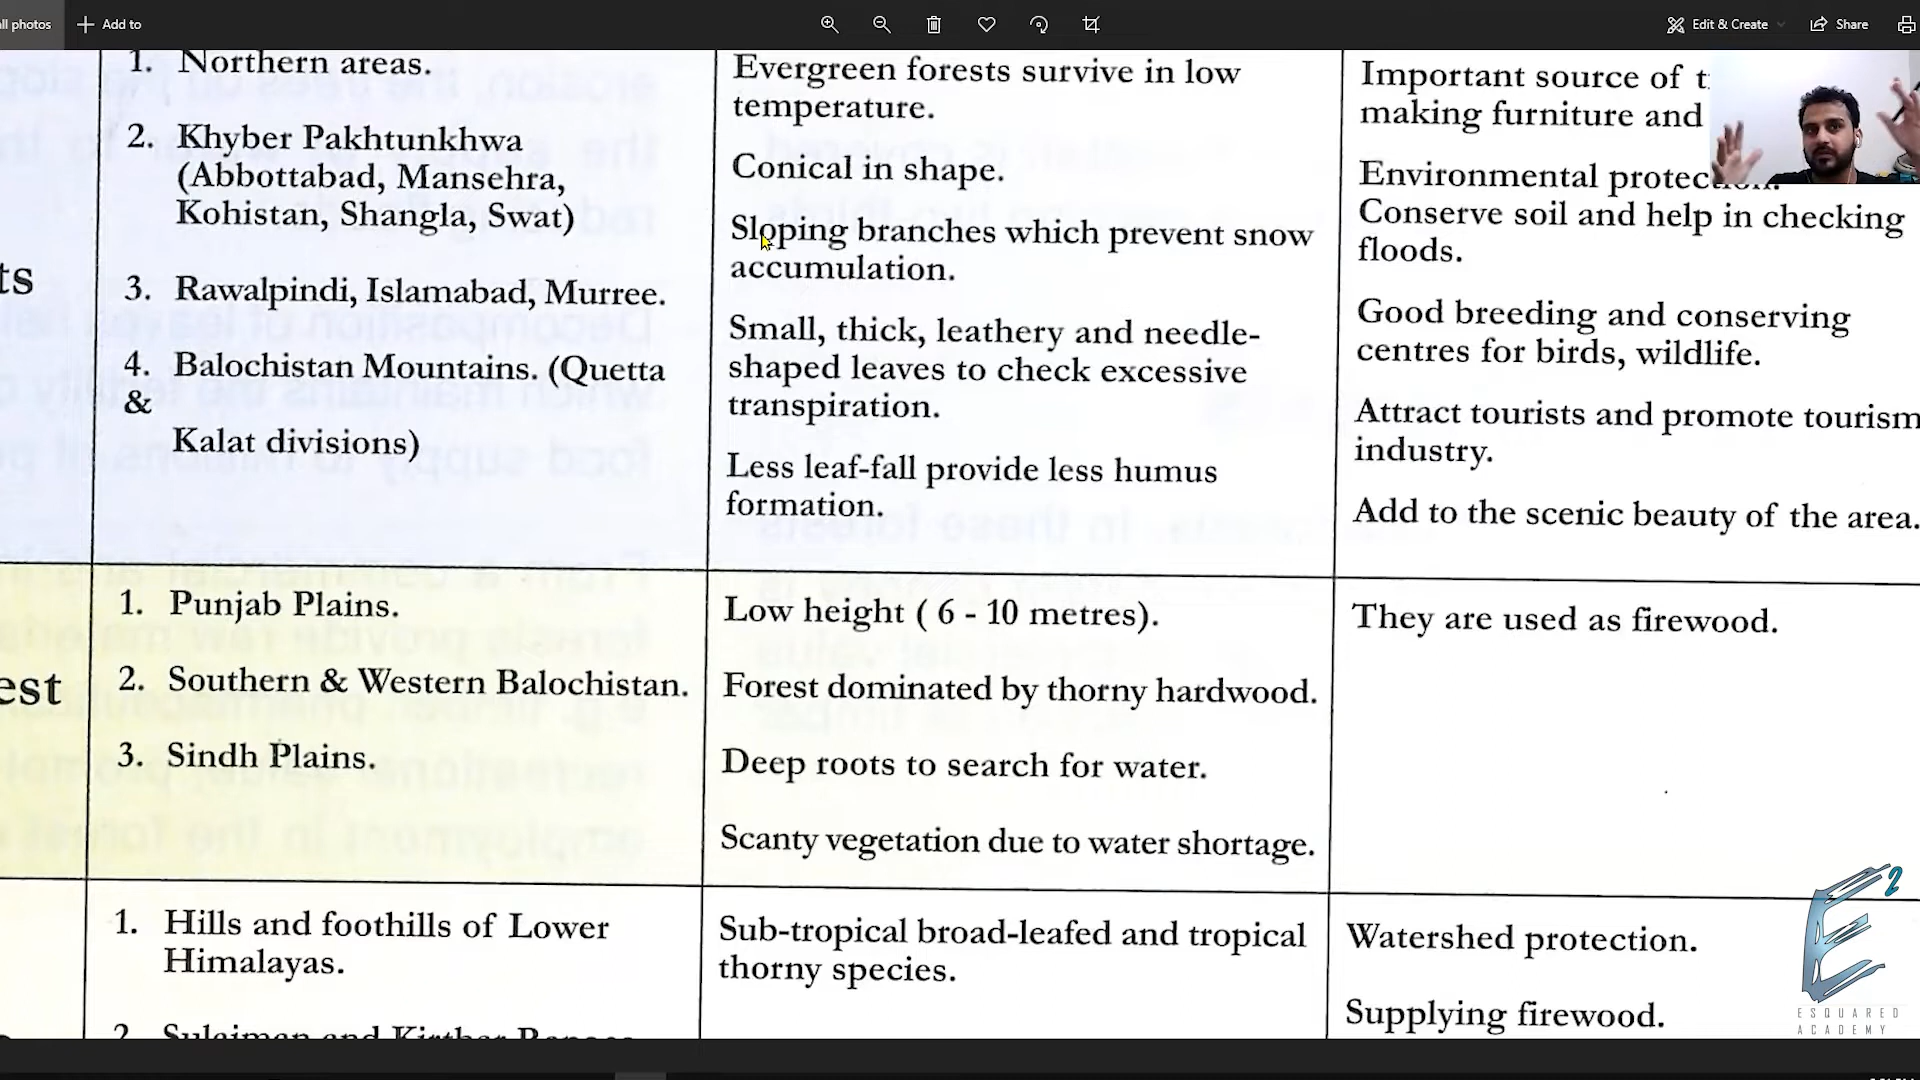 ll photos
Add to
Edit & Create
Share
ts
1. Northern areas.
2. Khyber Pakhtunkhwa
(Abbottabad, Mansehra,
Kohistan, Shangla, Swat)
3. Rawalpindi, Islamabad, Murree.
4. Balochistan Mountains. (Quetta
&
Kalat divisions)
Evergreen forests survive in low
temperature.
Conical in shape.
Sloping branches which prevent snow
accumulation.
Small, thick, leathery and needle-
shaped leaves to check excessive
transpiration.
Less leaf-fall provide less humus
formation.
Important source of
making furniture and
Environmental
Conserve soil and help in checking
floods.
Good breeding and conserving
centres for birds, wildlife.
Attract tourists and promote tourism
industry.
Add to the scenic beauty of the area.
est
1. Punjab Plains.
2. Southern & Western Balochistan.
3. Sindh Plains.
Low height ( 6 - 10 metres).
Forest dominated by thorny hardwood.
Deep roots to search for water.
Scanty vegetation due to water shortage.
They are used as firewood.
1. Hills and foothills of Lower
Himalayas.
2. Sulaiman and Kirthar Ranges
Sub-tropical broad-leafed and tropical
thorny species.
Watershed protection.
Supplying firewood.
E2
ESQUARED
ACADEMY